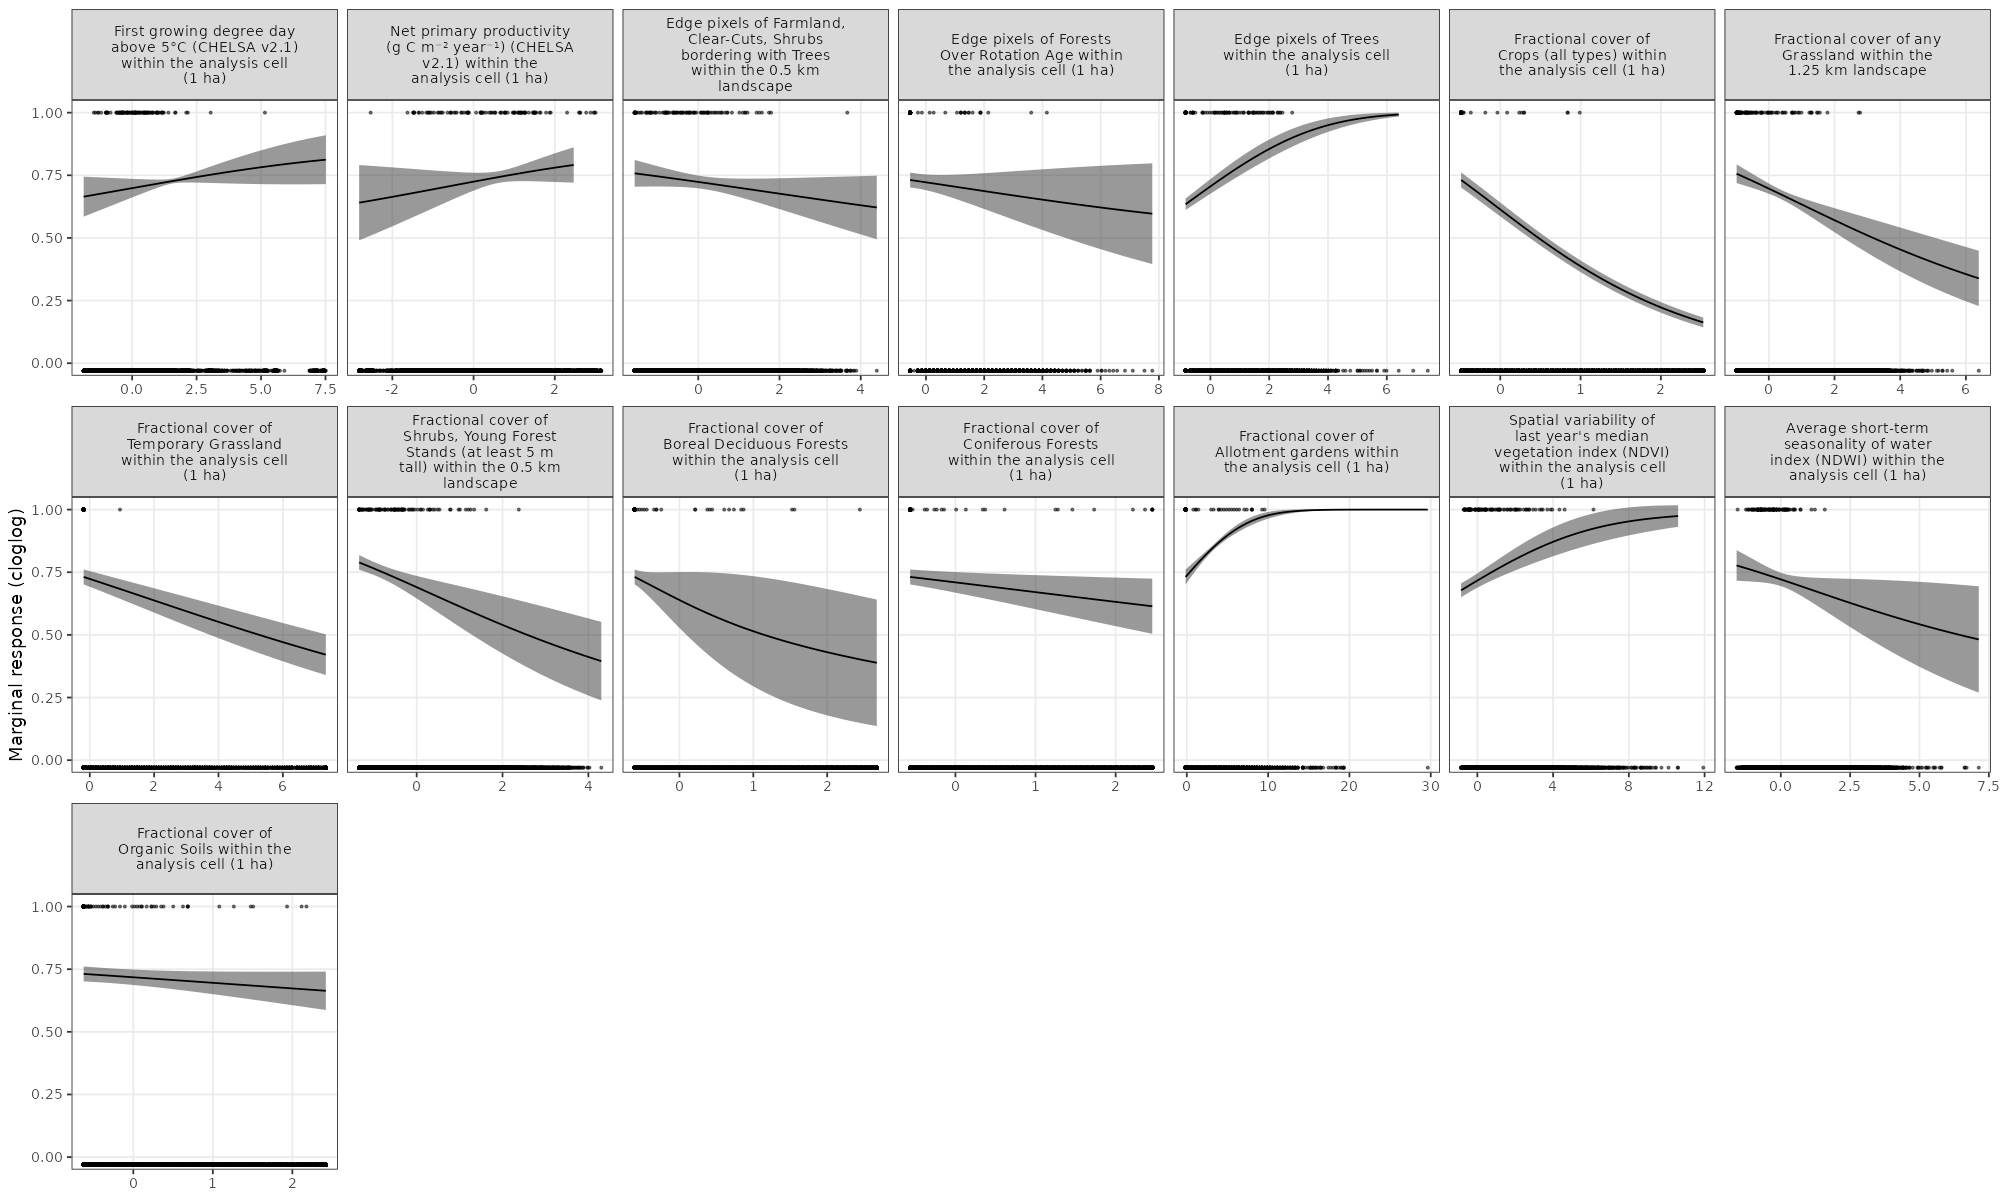 First growing degree day
above 5°C (CHELSA v2.1)
within the analysis cell
(1 ha)
Net primary productivity
(g C m⁻² year⁻¹) (CHELSA
v2.1) within the
analysis cell (1 ha)
Edge pixels of Farmland,
Clear-Cuts, Shrubs
bordering with Trees
within the 0.5 km
landscape
Edge pixels of Forests
Over Rotation Age within
the analysis cell (1 ha)
Edge pixels of Trees
within the analysis cell
(1 ha)
Fractional cover of
Crops (all types) within
the analysis cell (1 ha)
Fractional cover of any
Grassland within the
1.25 km landscape
1.00
0.75
0.50
0.25
0.00
0.0 2.5 5.0 7.5
-2 0 2
0 2 4
0 2 4 6 8
0 2 4 6
0 1 2
0 2 4 6
Fractional cover of
Temporary Grassland
within the analysis cell
(1 ha)
Fractional cover of
Shrubs, Young Forest
Stands (at least 5 m
tall) within the 0.5 km
landscape
Fractional cover of
Boreal Deciduous Forests
within the analysis cell
(1 ha)
Fractional cover of
Coniferous Forests
within the analysis cell
(1 ha)
Fractional cover of
Allotment gardens within
the analysis cell (1 ha)
Spatial variability of
last year's median
vegetation index (NDVI)
within the analysis cell
(1 ha)
Average short-term
seasonality of water
index (NDWI) within the
analysis cell (1 ha)
Marginal response (cloglog)
1.00
0.75
0.50
0.25
0.00
0 2 4 6
0 2 4
0 1 2
0 1 2
0 10 20 30
0 4 8 12
0.0 2.5 5.0 7.5
Fractional cover of
Organic Soils within the
analysis cell (1 ha)
1.00
0.75
0.50
0.25
0.00
0 1 2